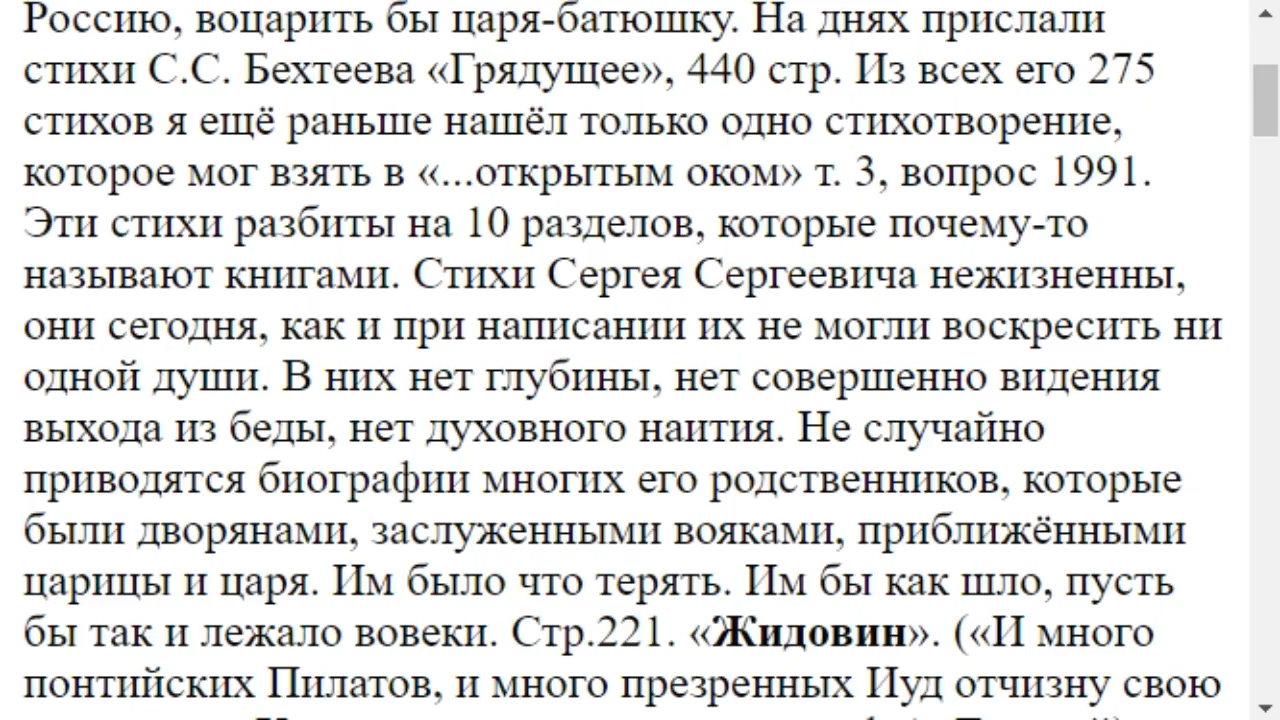 Россию, воцарить бы царя-батюшку. На днях прислали
стихи С.С. Бехтеева «Грядущее», 440 стр. Из всех его 275
стихов я ещё раньше нашёл только одно стихотворение,
которое мог взять в «...открытым оком» т. 3, вопрос 1991.
Эти стихи разбиты на 10 разделов, которые почему-то
называют книгами. Стихи Сергея Сергеевича нежизненны,
они сегодня, как и при написании их не могли воскресить ни
одной души. В них нет глубины, нет совершенно видения
выхода из беды, нет духовного наития. Не случайно
приводятся биографии многих его родственников, которые
были дворянами, заслуженными вояками, приближёнными
царицы и царя. Им было что терять. Им бы как шло, пусть
бы так и лежало вовеки. Стр.221. «Жидовин». («И много
понтийских Пилатов, и много презренных Иуд отчизну свою